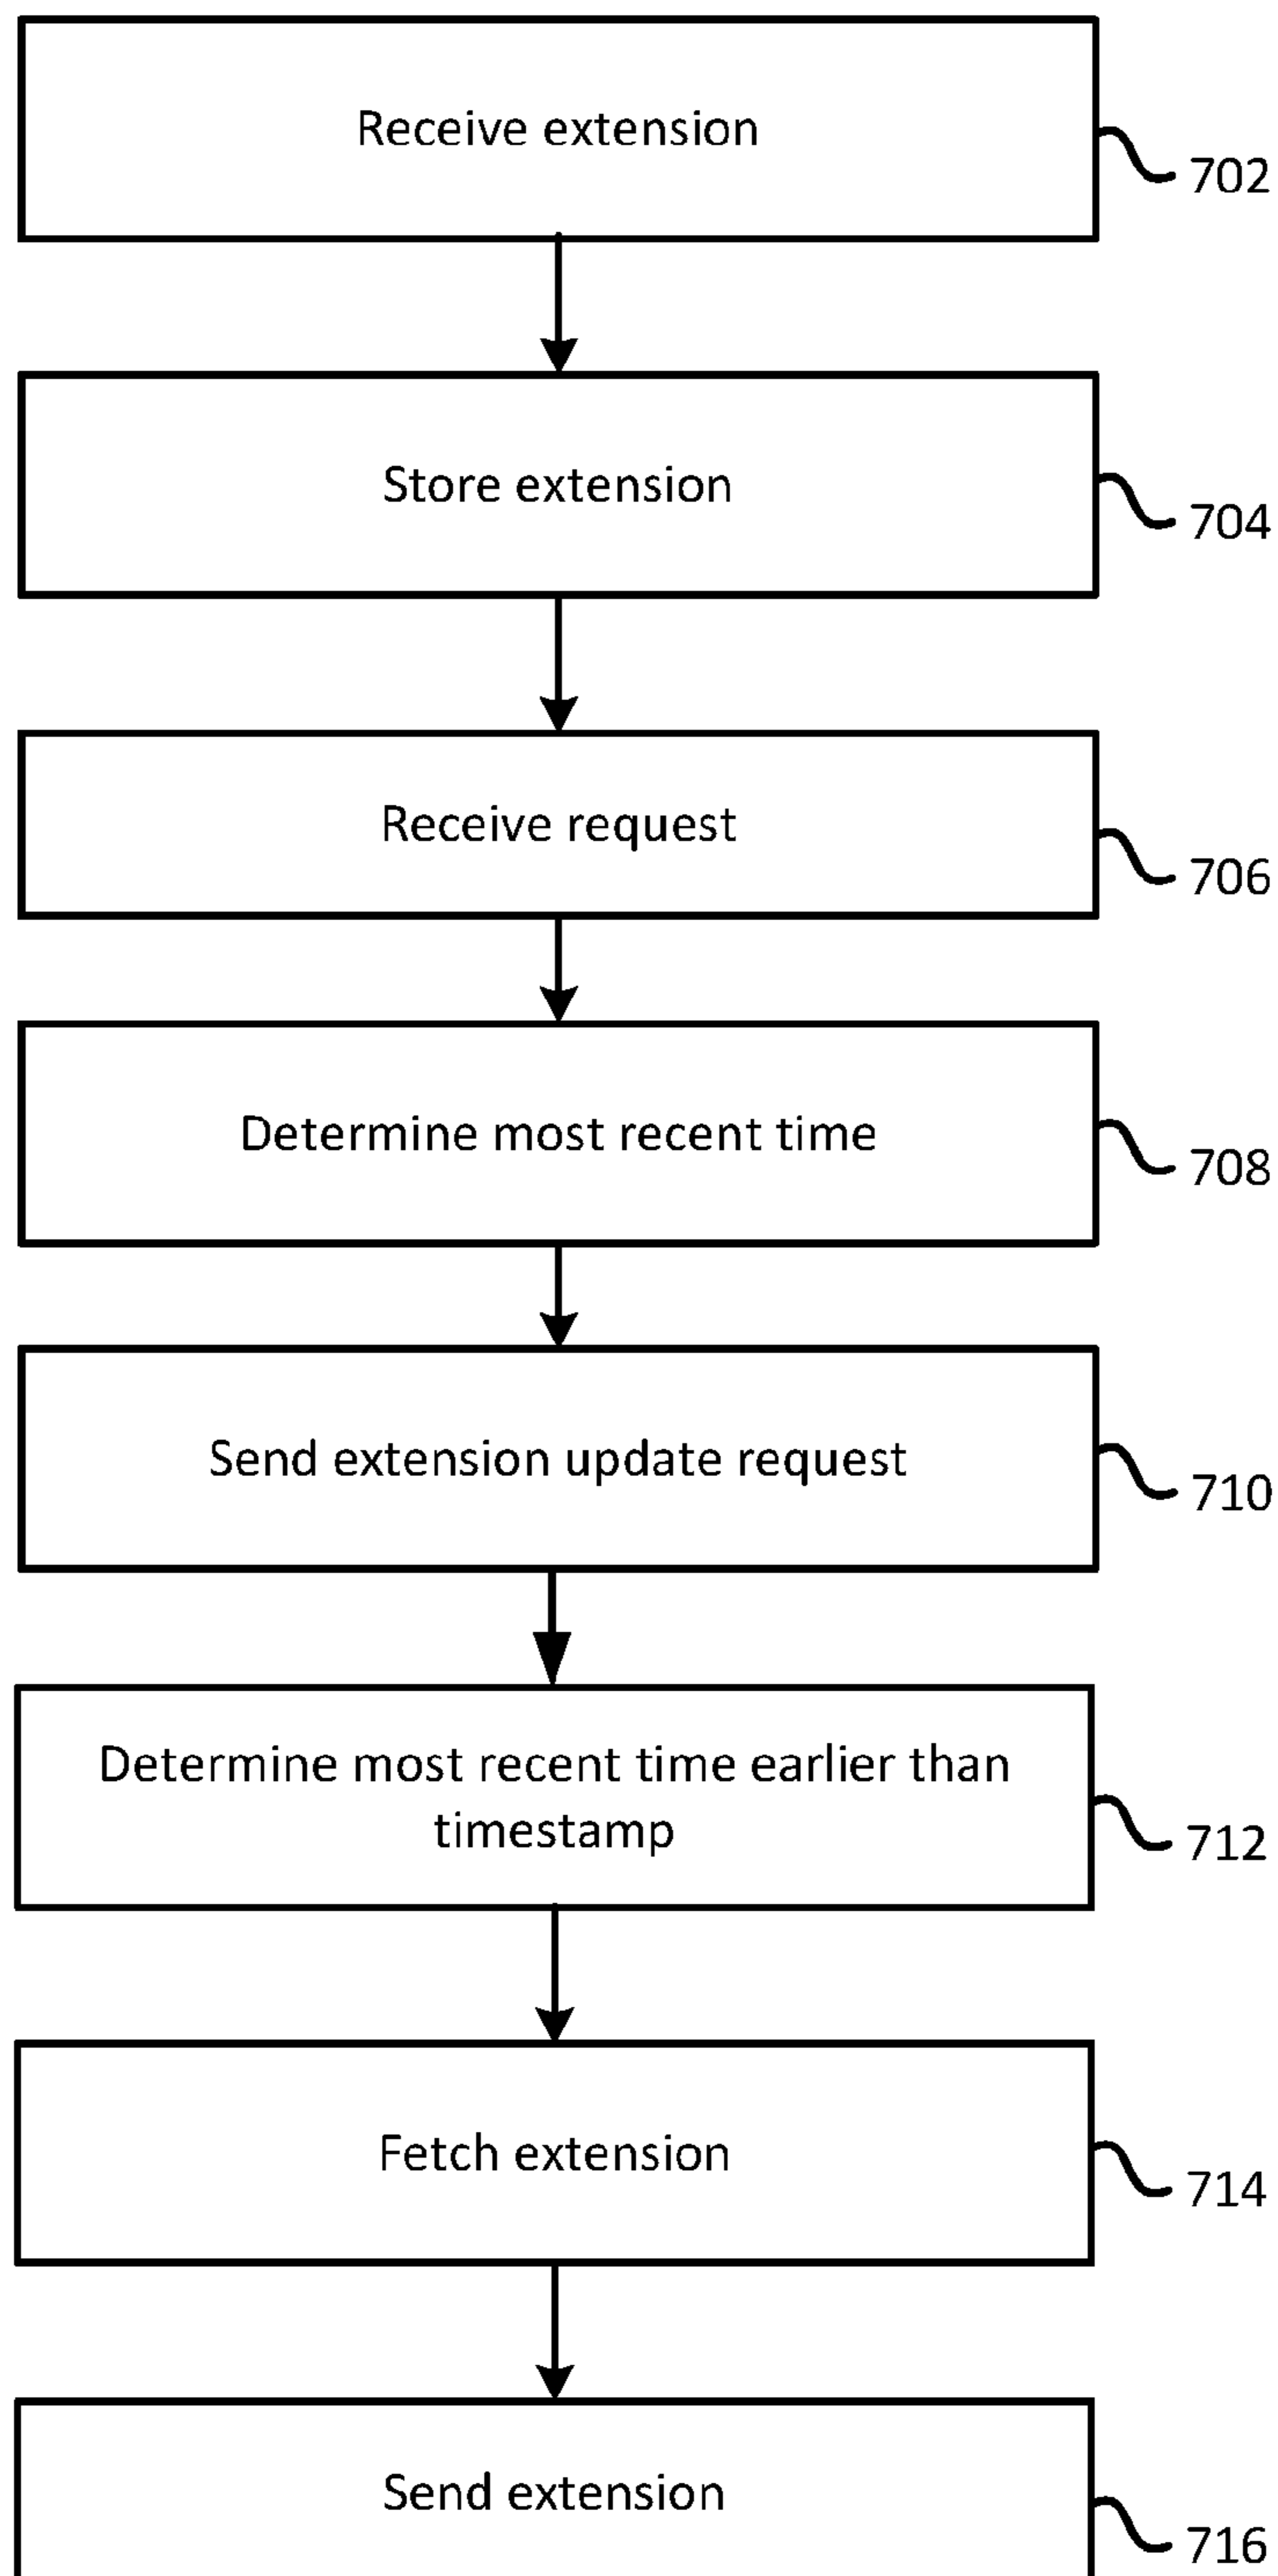 Receive extension
702
Store extension
704
Receive request
706
Determine most recent time
708
Send extension update request
710
Determine most recent time earlier than
timestamp
712
Fetch extension
714
Send extension
716